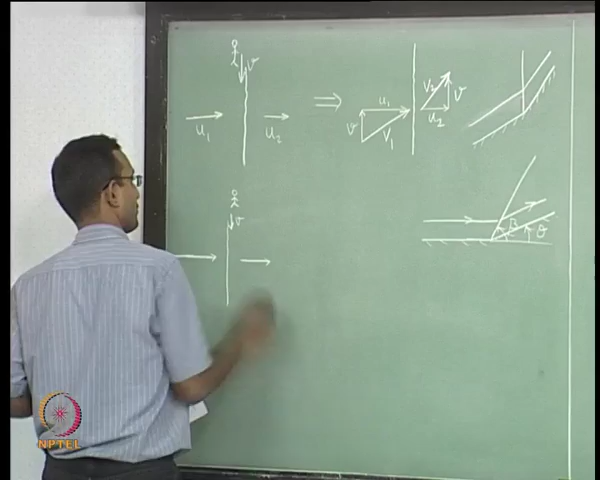 v
u₁ u₂ ⇒ v u₁ V₁ V₂ u₂ v
β θ
v
NPTEL